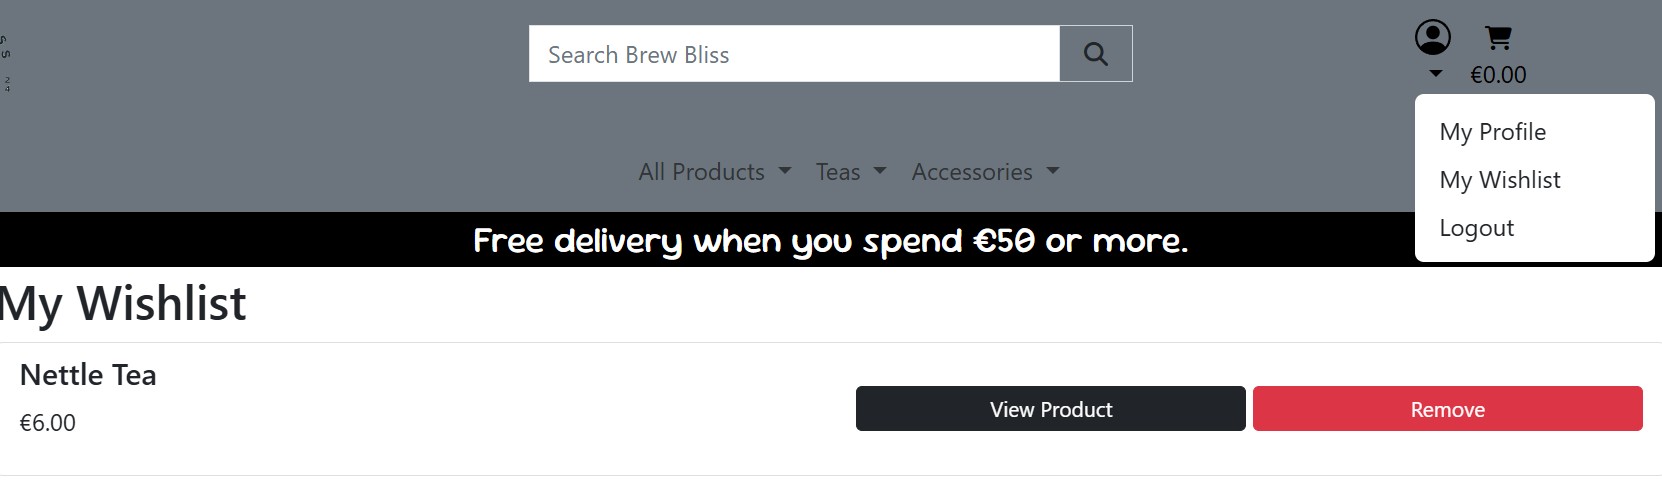 Search Brew Bliss
€0.00
My Profile
My Wishlist
Logout
All Products Teas Accessories
Free delivery when you spend €50 or more.
My Wishlist
Nettle Tea
€6.00
View Product Remove